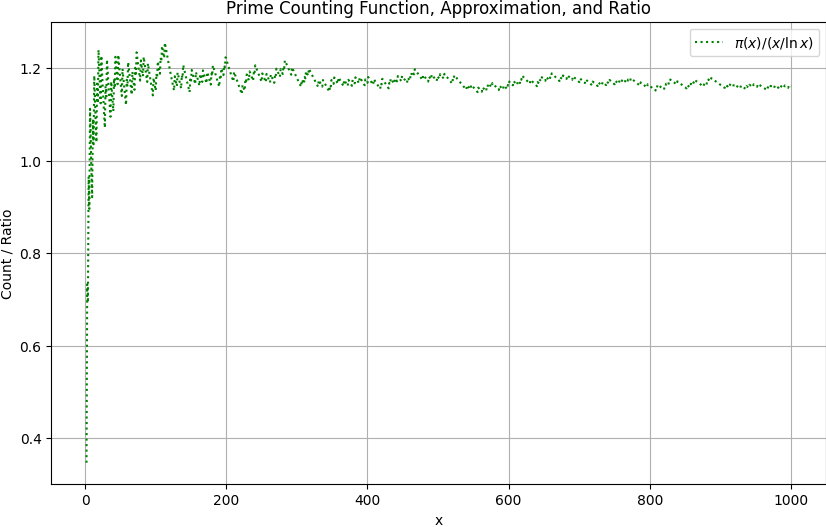 Prime Counting Function, Approximation, and Ratio
π(x)/(x/ln x)
Count / Ratio
1.2
1.0
0.8
0.6
0.4
0 200 400 600 800 1000
x